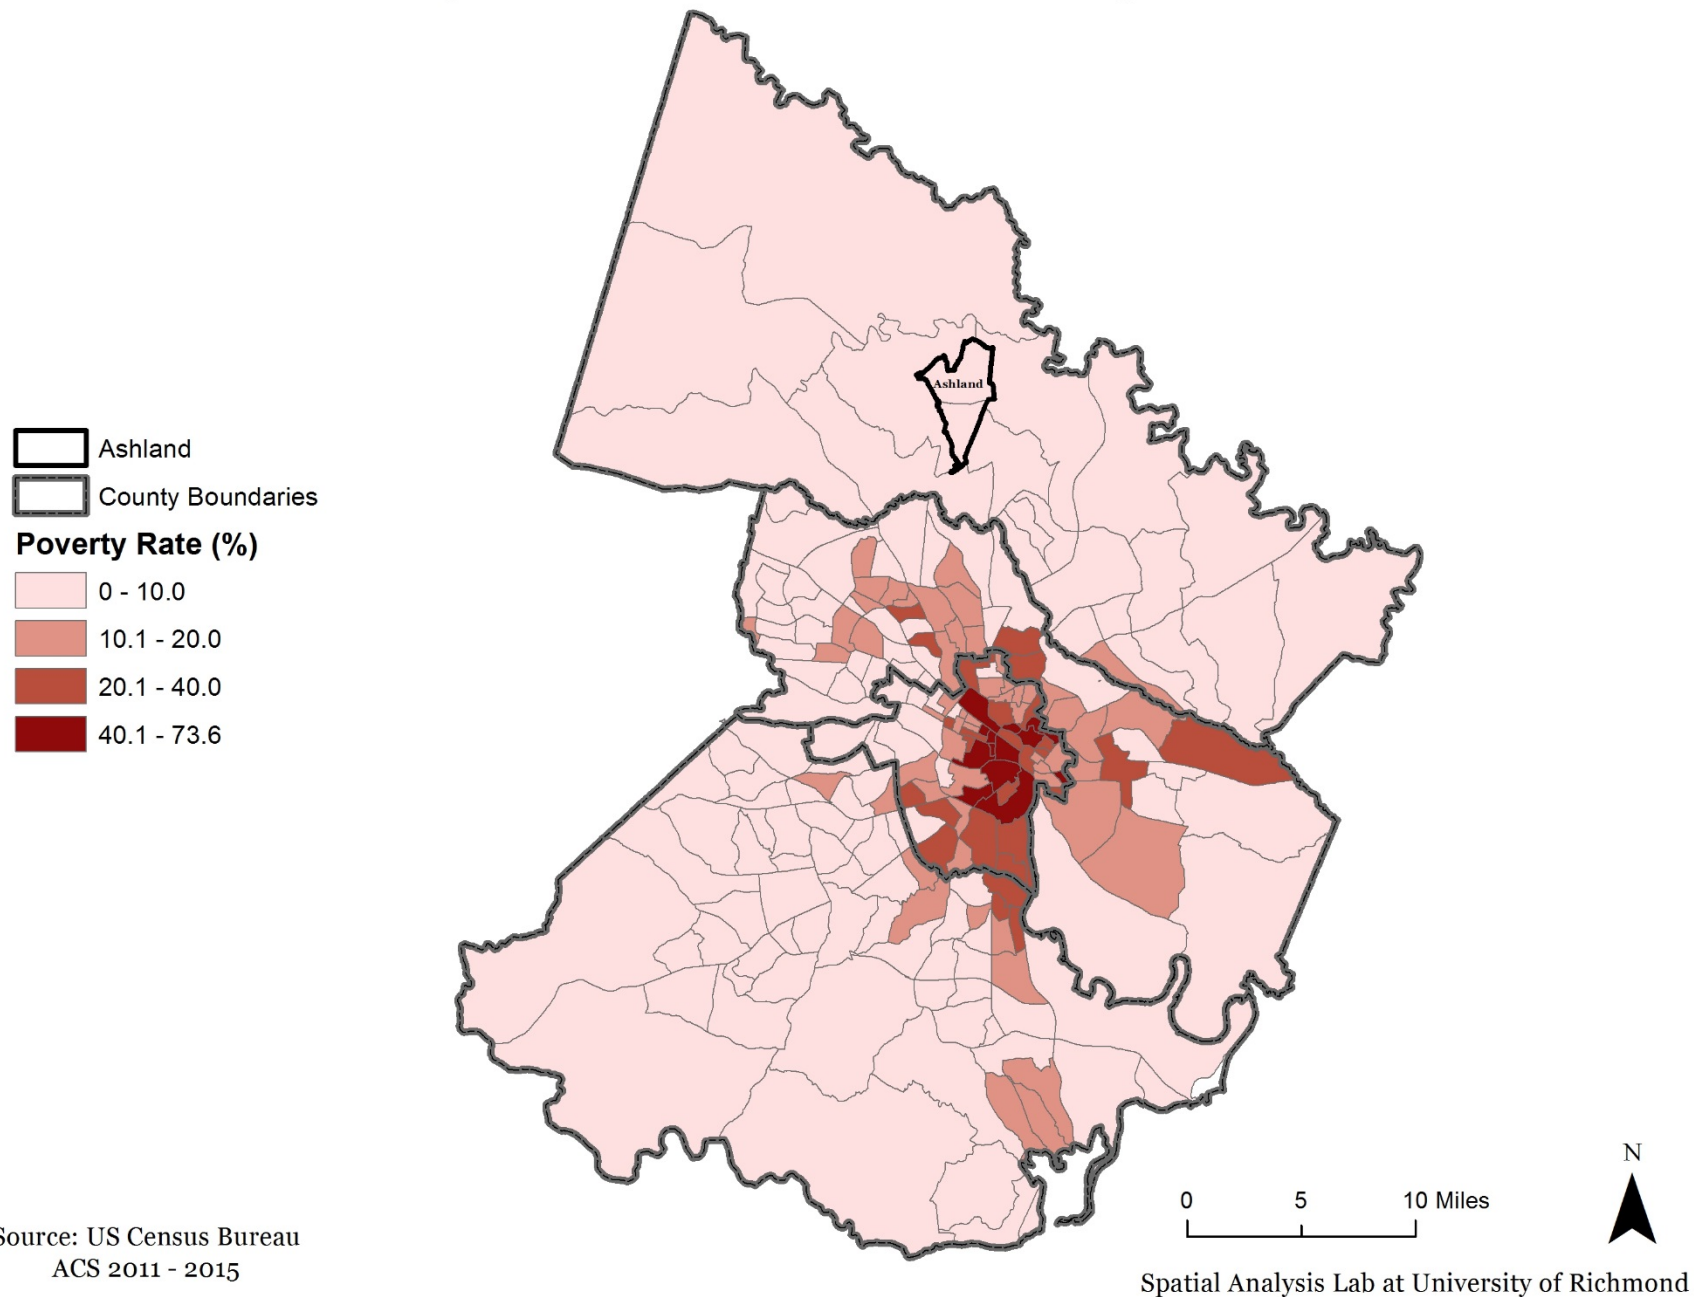 Ashland
Ashland
County Boundaries
Poverty Rate (%)
0 - 10.0
10.1 - 20.0
20.1 - 40.0
40.1 - 73.6
N
0 5 10 Miles
Source: US Census Bureau
ACS 2011 - 2015
Spatial Analysis Lab at University of Richmond